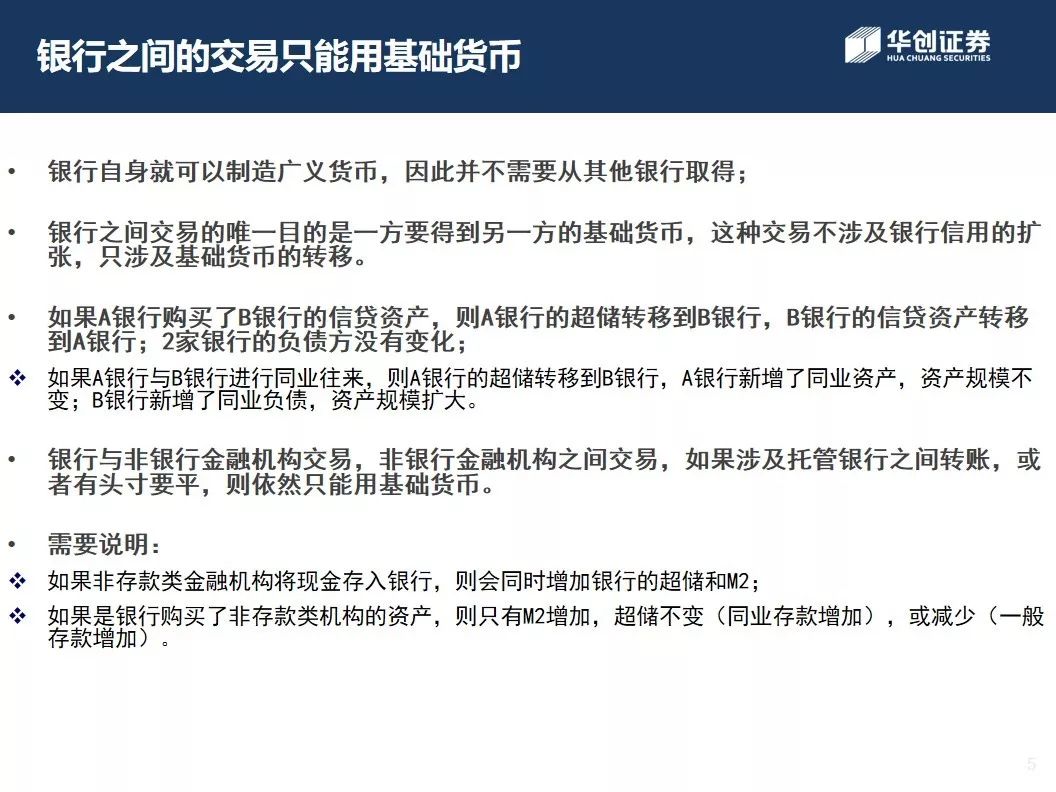 银行之间的交易只能用基础货币
华创证券
HUA CHUANG SECURITIES
• 银行自身就可以制造广义货币，因此并不需要从其他银行取得；
• 银行之间交易的唯一目的是一方要得到另一方的基础货币，这种交易不涉及银行信用的扩
张，只涉及基础货币的转移。
• 如果A银行购买了B银行的信贷资产，则A银行的超储转移到B银行，B银行的信贷资产转移
到A银行；2家银行的负债方没有变化；
❖ 如果A银行与B银行进行同业往来，则A银行的超储转移到B银行，A银行新增了同业资产，资产规模不
变；B银行新增了同业负债，资产规模扩大。
• 银行与非银行金融机构交易，非银行金融机构之间交易，如果涉及托管银行之间转账，或
者有头寸要平，则依然只能用基础货币。
• 需要说明：
❖ 如果非存款类金融机构将现金存入银行，则会同时增加银行的超储和M2；
❖ 如果是银行购买了非存款类机构的资产，则只有M2增加，超储不变（同业存款增加），或减少（一般
存款增加）。
5